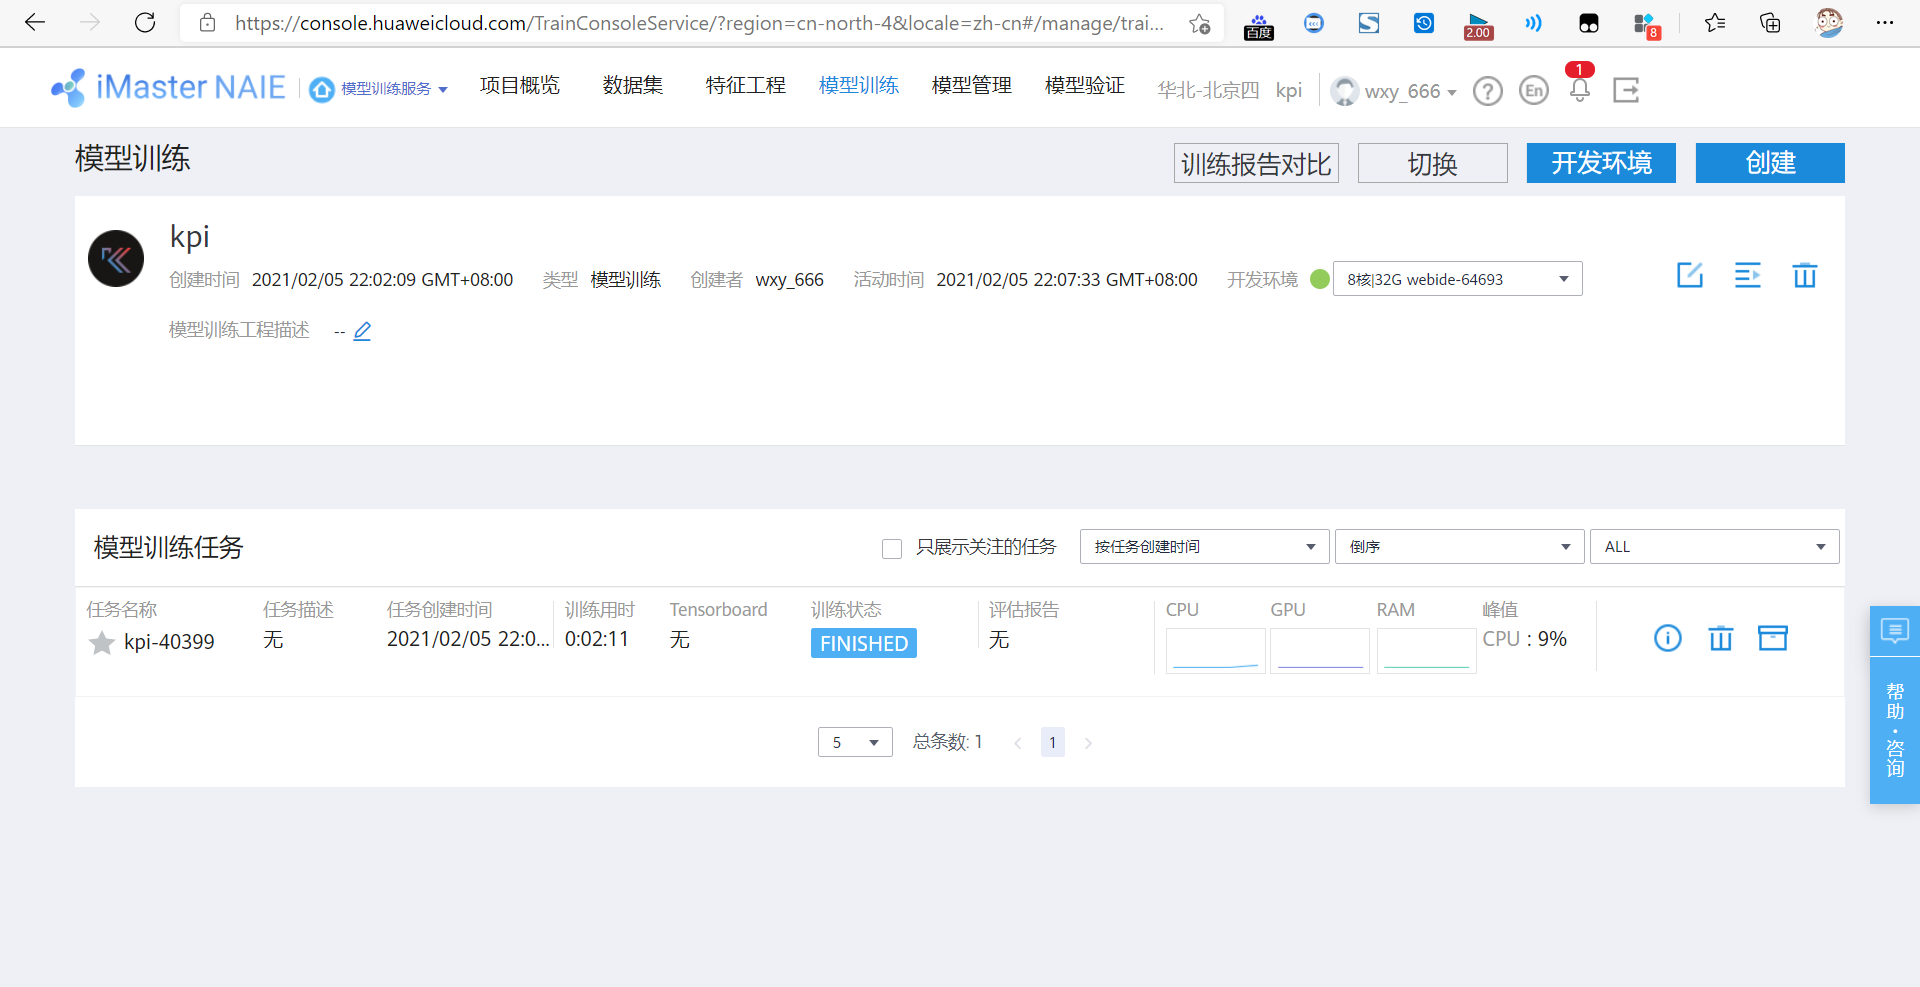 https://console.huaweicloud.com/TrainConsoleService/?region=cn-north-4&locale=zh-cn#/manage/trai...
百度
2.00
8
iMaster NAIE
模型训练服务
项目概览
数据集
特征工程
模型训练
模型管理
模型验证
华北-北京四
kpi
wxy_666
?
En
1
模型训练
训练报告对比
切换
开发环境
创建
kpi
创建时间 2021/02/05 22:02:09 GMT+08:00 类型 模型训练 创建者 wxy_666 活动时间 2021/02/05 22:07:33 GMT+08:00 开发环境 8核|32G webide-64693
模型训练工程描述 --
模型训练任务
只展示关注的任务
按任务创建时间
倒序
ALL
任务名称 任务描述 任务创建时间 训练用时 Tensorboard 训练状态 评估报告 CPU GPU RAM 峰值
kpi-40399 无 2021/02/05 22:0... 0:02:11 无 FINISHED 无 CPU : 9%
5 总条数: 1 < 1 >
帮助·咨询